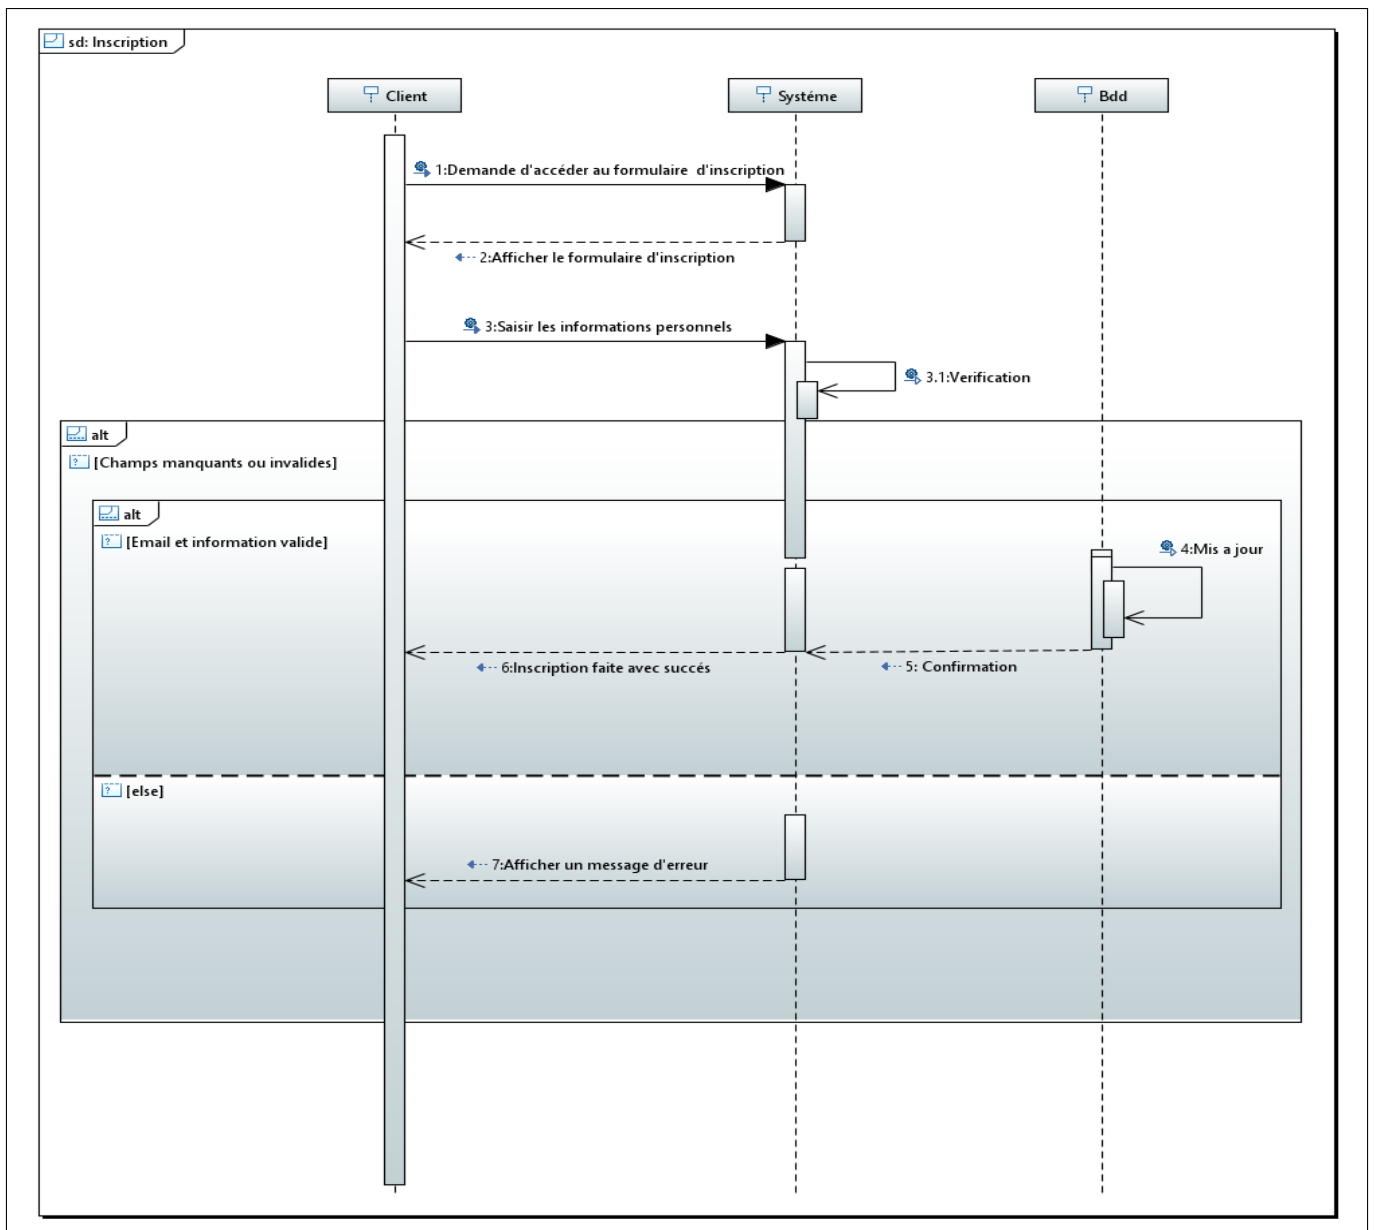 sd: Inscription
Client
Systéme
Bdd
1:Demande d'accéder au formulaire  d'inscription
2:Afficher le formulaire d'inscription
3:Saisir les informations personnels
3.1:Verification
alt
[Champs manquants ou invalides]
alt
[Email et information valide]
4:Mis a jour
6:Inscription faite avec succés
5: Confirmation
[else]
7:Afficher un message d'erreur